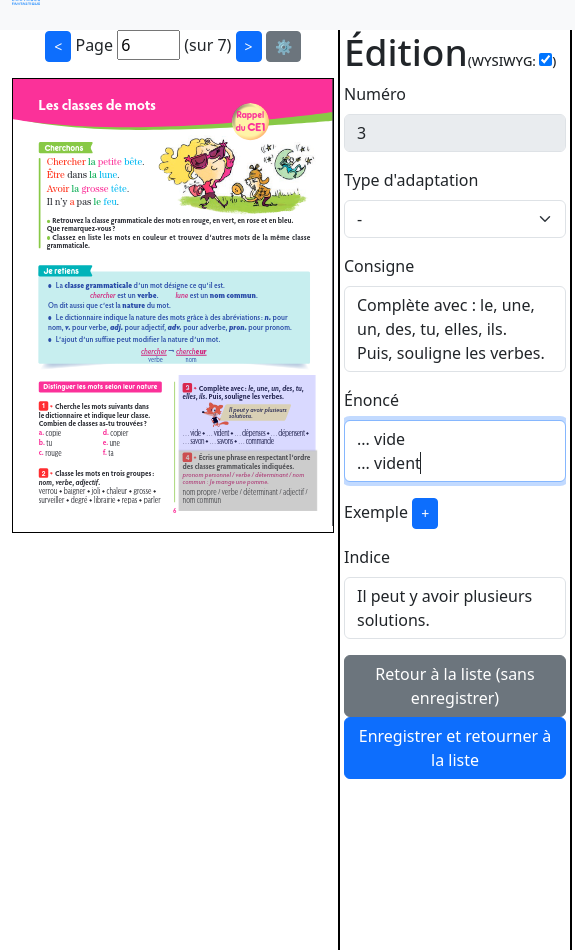 < Page 6 (sur 7) > ⚙️
Les classes de mots
Rappel
du CE1
Cherchons
Chercher la petite bête.
Être dans la lune.
Avoir la grosse tête.
Il n'y a pas le feu.
• Retrouvez la classe grammaticale des mots en rouge, en vert, en rose et en bleu.
Que remarquez-vous ?
• Classez en liste les mots en couleur et trouvez d'autres mots de la même classe
grammaticale.
Je retiens
• La classe grammaticale d'un mot désigne ce qu'il est.
chercher est un verbe. lune est un nom commun.
On dit aussi que c'est la nature du mot.
• Le dictionnaire indique la nature des mots grâce à des abréviations : n. pour
nom, v. pour verbe, adj. pour adjectif, adv. pour adverbe, pron. pour pronom.
• L'ajout d'un suffixe peut modifier la nature d'un mot.
chercher → chercheur
verbe nom
Distinguer les mots selon leur nature
1 • Cherche les mots suivants dans
le dictionnaire et indique leur classe.
Combien de classes as-tu trouvées ?
a. copie d. copier
b. tu e. une
c. rouge f. ta
2 • Classe les mots en trois groupes :
nom, verbe, adjectif.
verrou • baigner • joli • chaleur • grosse •
surveiller • degré • librairie • repas • parler
3 • Complète avec : le, une, un, des, tu,
elles, ils. Puis, souligne les verbes.
Il peut y avoir plusieurs
solutions.
... vide • ... vident • ... dépenses • ... dépensent •
... savon • ... savons • ... commande
4 • Écris une phrase en respectant l'ordre
des classes grammaticales indiquées.
pronom personnel / verbe / déterminant / nom
commun : Je mange une pomme.
nom propre / verbe / déterminant / adjectif /
nom commun
6
Édition (WYSIWYG: )
Numéro
3
Type d'adaptation
-
Consigne
Complète avec : le, une,
un, des, tu, elles, ils.
Puis, souligne les verbes.
Énoncé
... vide
... vident
Exemple +
Indice
Il peut y avoir plusieurs
solutions.
Retour à la liste (sans
enregistrer)
Enregistrer et retourner à
la liste